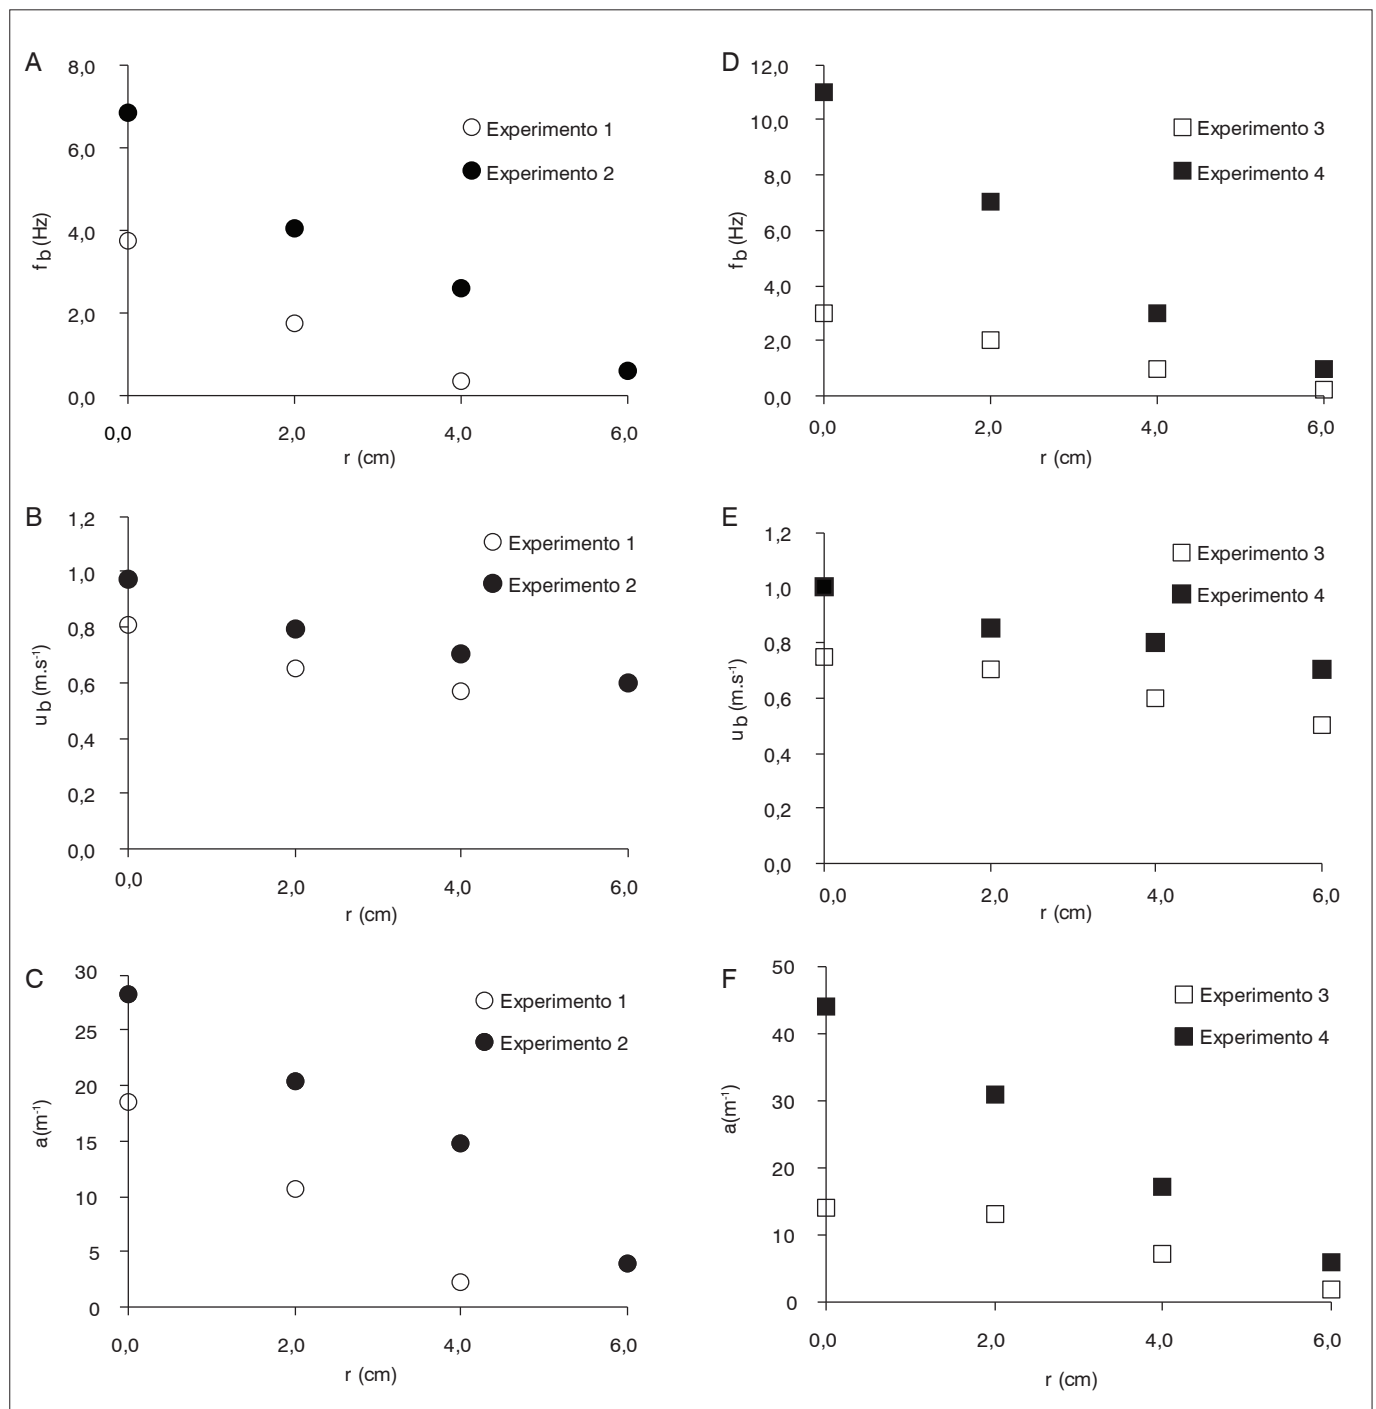 A
8,0
6,0
4,0
2,0
0,0
f b (Hz)
Experimento 1
Experimento 2
0,0 2,0 4,0 6,0
r (cm)
D
12,0
10,0
8,0
6,0
4,0
2,0
0,0
f b (Hz)
Experimento 3
Experimento 4
0,0 2,0 4,0 6,0
r (cm)
B
1,2
1,0
0,8
0,6
0,4
0,2
0,0
u b (m.s-1)
Experimento 1
Experimento 2
0,0 2,0 4,0 6,0
r (cm)
E
1,2
1,0
0,8
0,6
0,4
0,2
0,0
u b (m.s-1)
Experimento 3
Experimento 4
0,0 2,0 4,0 6,0
r (cm)
C
30
25
20
15
10
5
0
a(m-1)
Experimento 1
Experimento 2
0,0 2,0 4,0 6,0
r (cm)
F
50
40
30
20
10
0
a(m-1)
Experimento 3
Experimento 4
0,0 2,0 4,0 6,0
r (cm)